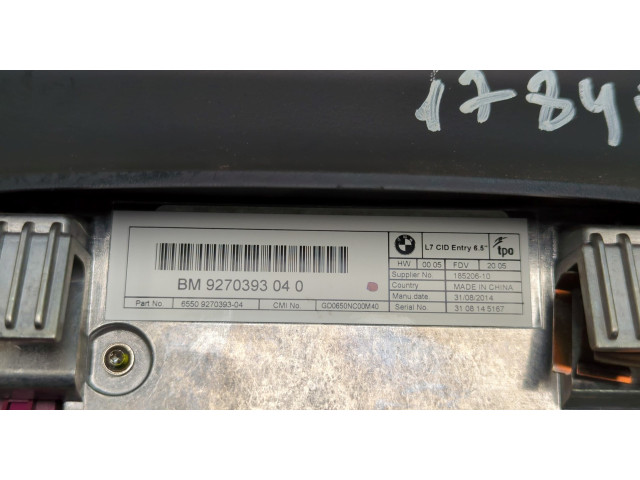 1784
L7 CID Entry 6.5" tpo
HW 00 05 FDV 20 05
Supplier No 185206-10
Country MADE IN CHINA
Manu date 31/08/2014
Serial No 31 08 14 5167
BM 9270393 04 0
Part No. 6550 9270393-04 CMI No. GD0650NC00M40